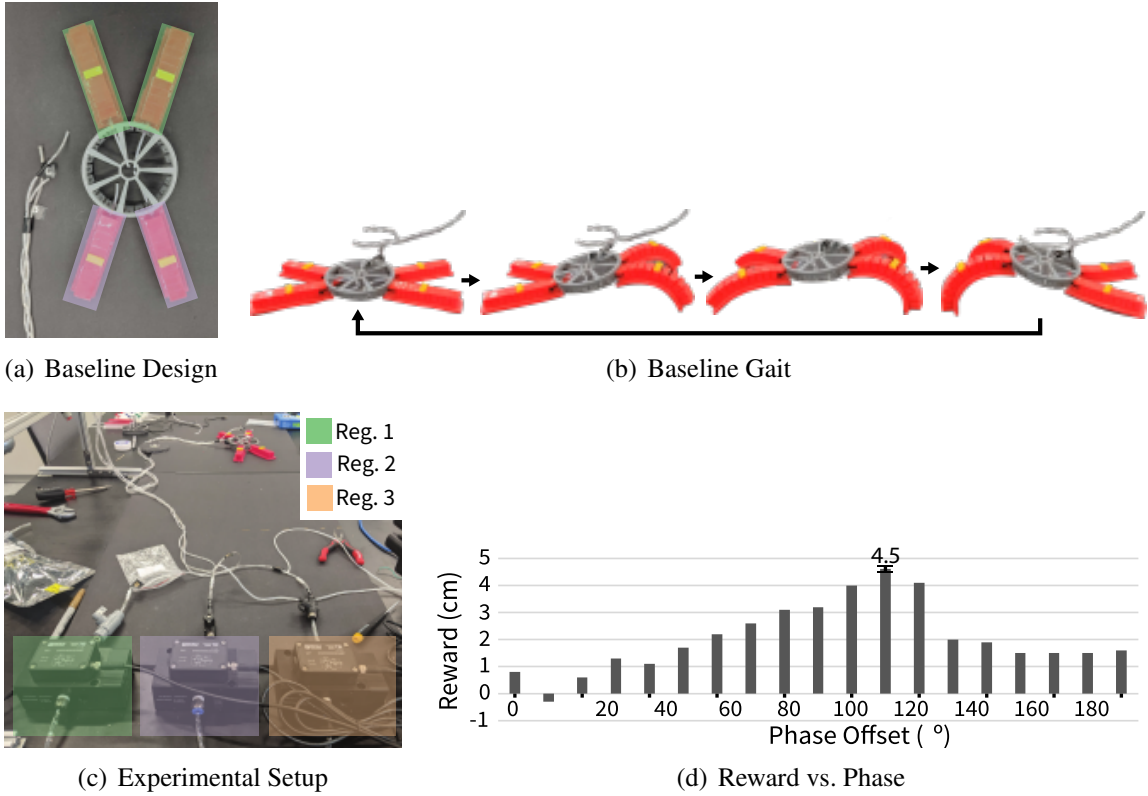 (a) Baseline Design
(b) Baseline Gait
Reg. 1
Reg. 2
Reg. 3
(c) Experimental Setup
4.5
5
4
3
2
1
0
-1
Reward (cm)
0 20 40 60 80 100 120 140 160 180
Phase Offset ( º)
(d) Reward vs. Phase